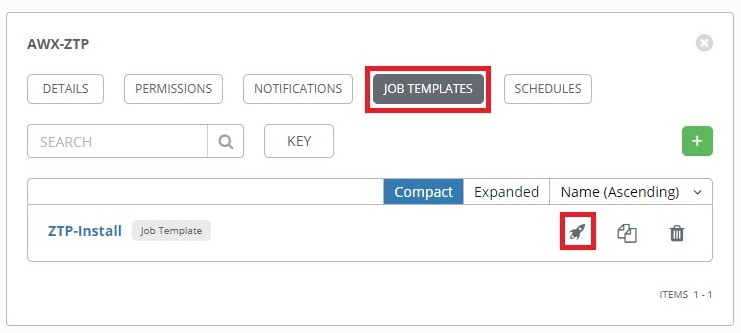 AWX-ZTP
DETAILS PERMISSIONS NOTIFICATIONS JOB TEMPLATES SCHEDULES
SEARCH KEY +
Compact Expanded Name (Ascending)
ZTP-Install Job Template
ITEMS 1 - 1